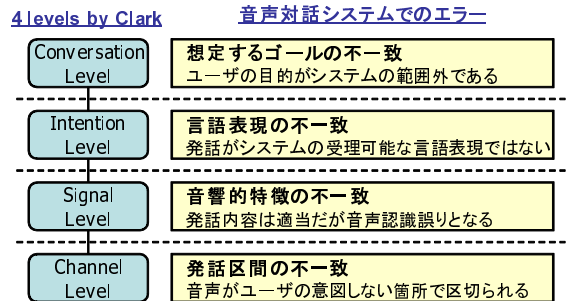 4 levels by Clark
音声対話システムでのエラー
Conversation
Level
想定するゴールの不一致
ユーザの目的がシステムの範囲外である
Intention
Level
言語表現の不一致
発話がシステムの受理可能な言語表現ではない
Signal
Level
音響的特徴の不一致
発話内容は適当だが音声認識誤りとなる
Channel
Level
発話区間の不一致
音声がユーザの意図しない箇所で区切られる